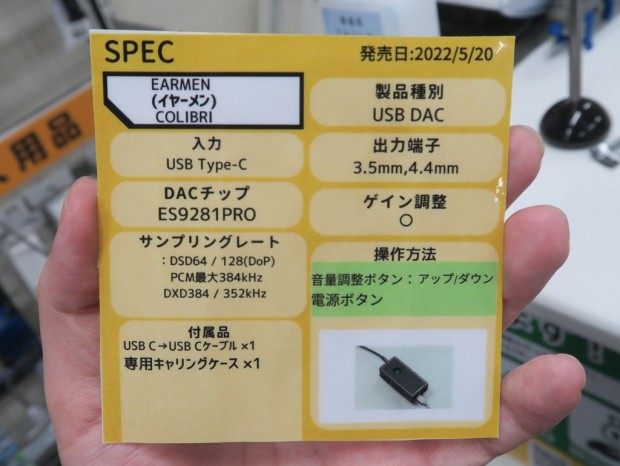 SPEC
発売日:2022/5/20
EARMEN
(イヤーメン)
COLIBRI
製品種別
USB DAC
入力
USB Type-C
出力端子
3.5mm,4.4mm
DACチップ
ES9281PRO
ゲイン調整
○
サンプリングレート
:DSD64 / 128(DoP)
PCM最大384kHz
DXD384 / 352kHz
操作方法
音量調整ボタン：アップ/ダウン
電源ボタン
付属品
USB C→USB Cケーブル ×1
専用キャリングケース ×1
用品